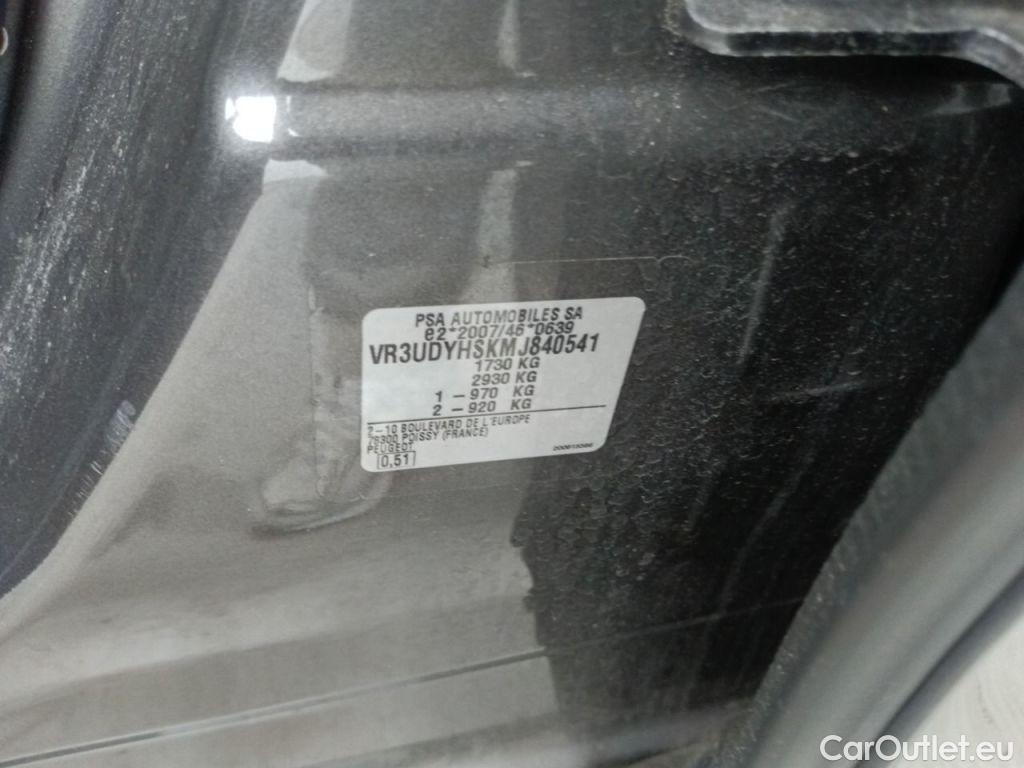 PSA AUTOMOBILES SA
e2*2007/46*0639
VR3UDYHSKMJ840541
1730 KG
2930 KG
1 – 970 KG
2 – 920 KG
2–10 BOULEVARD DE L'EUROPE
78300 POISSY (FRANCE)
PEUGEOT
0,51
CarOutlet.eu